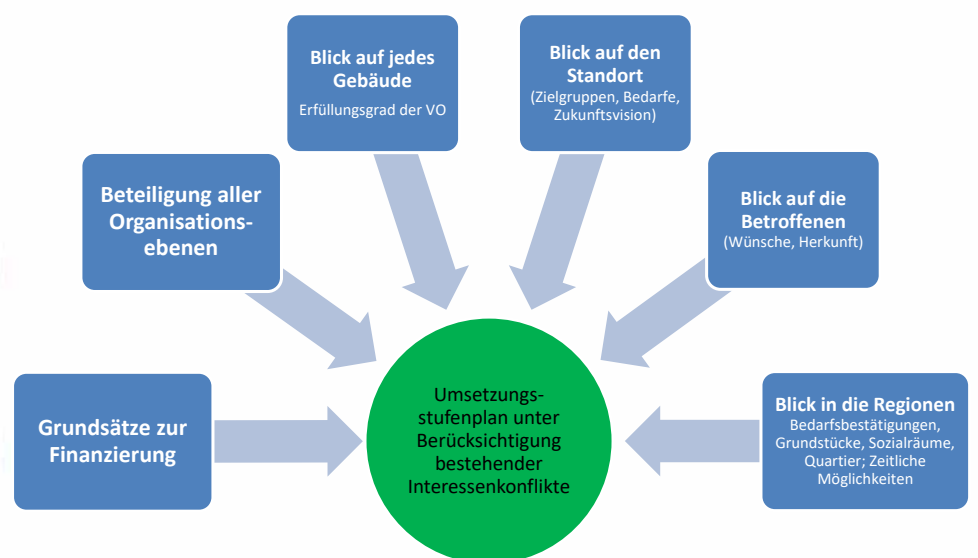 Blick auf jedes
Gebäude
Erfüllungsgrad der VO
Blick auf den
Standort
(Zielgruppen, Bedarfe,
Zukunftsvision)
Beteiligung aller
Organisations-
ebenen
Blick auf die
Betroffenen
(Wünsche, Herkunft)
Grundsätze zur
Finanzierung
Umsetzungs-
stufenplan unter
Berücksichtigung
bestehender
Interessenkonflikte
Blick in die Regionen
Bedarfsbestätigungen,
Grundstücke, Sozialräume,
Quartier; Zeitliche
Möglichkeiten